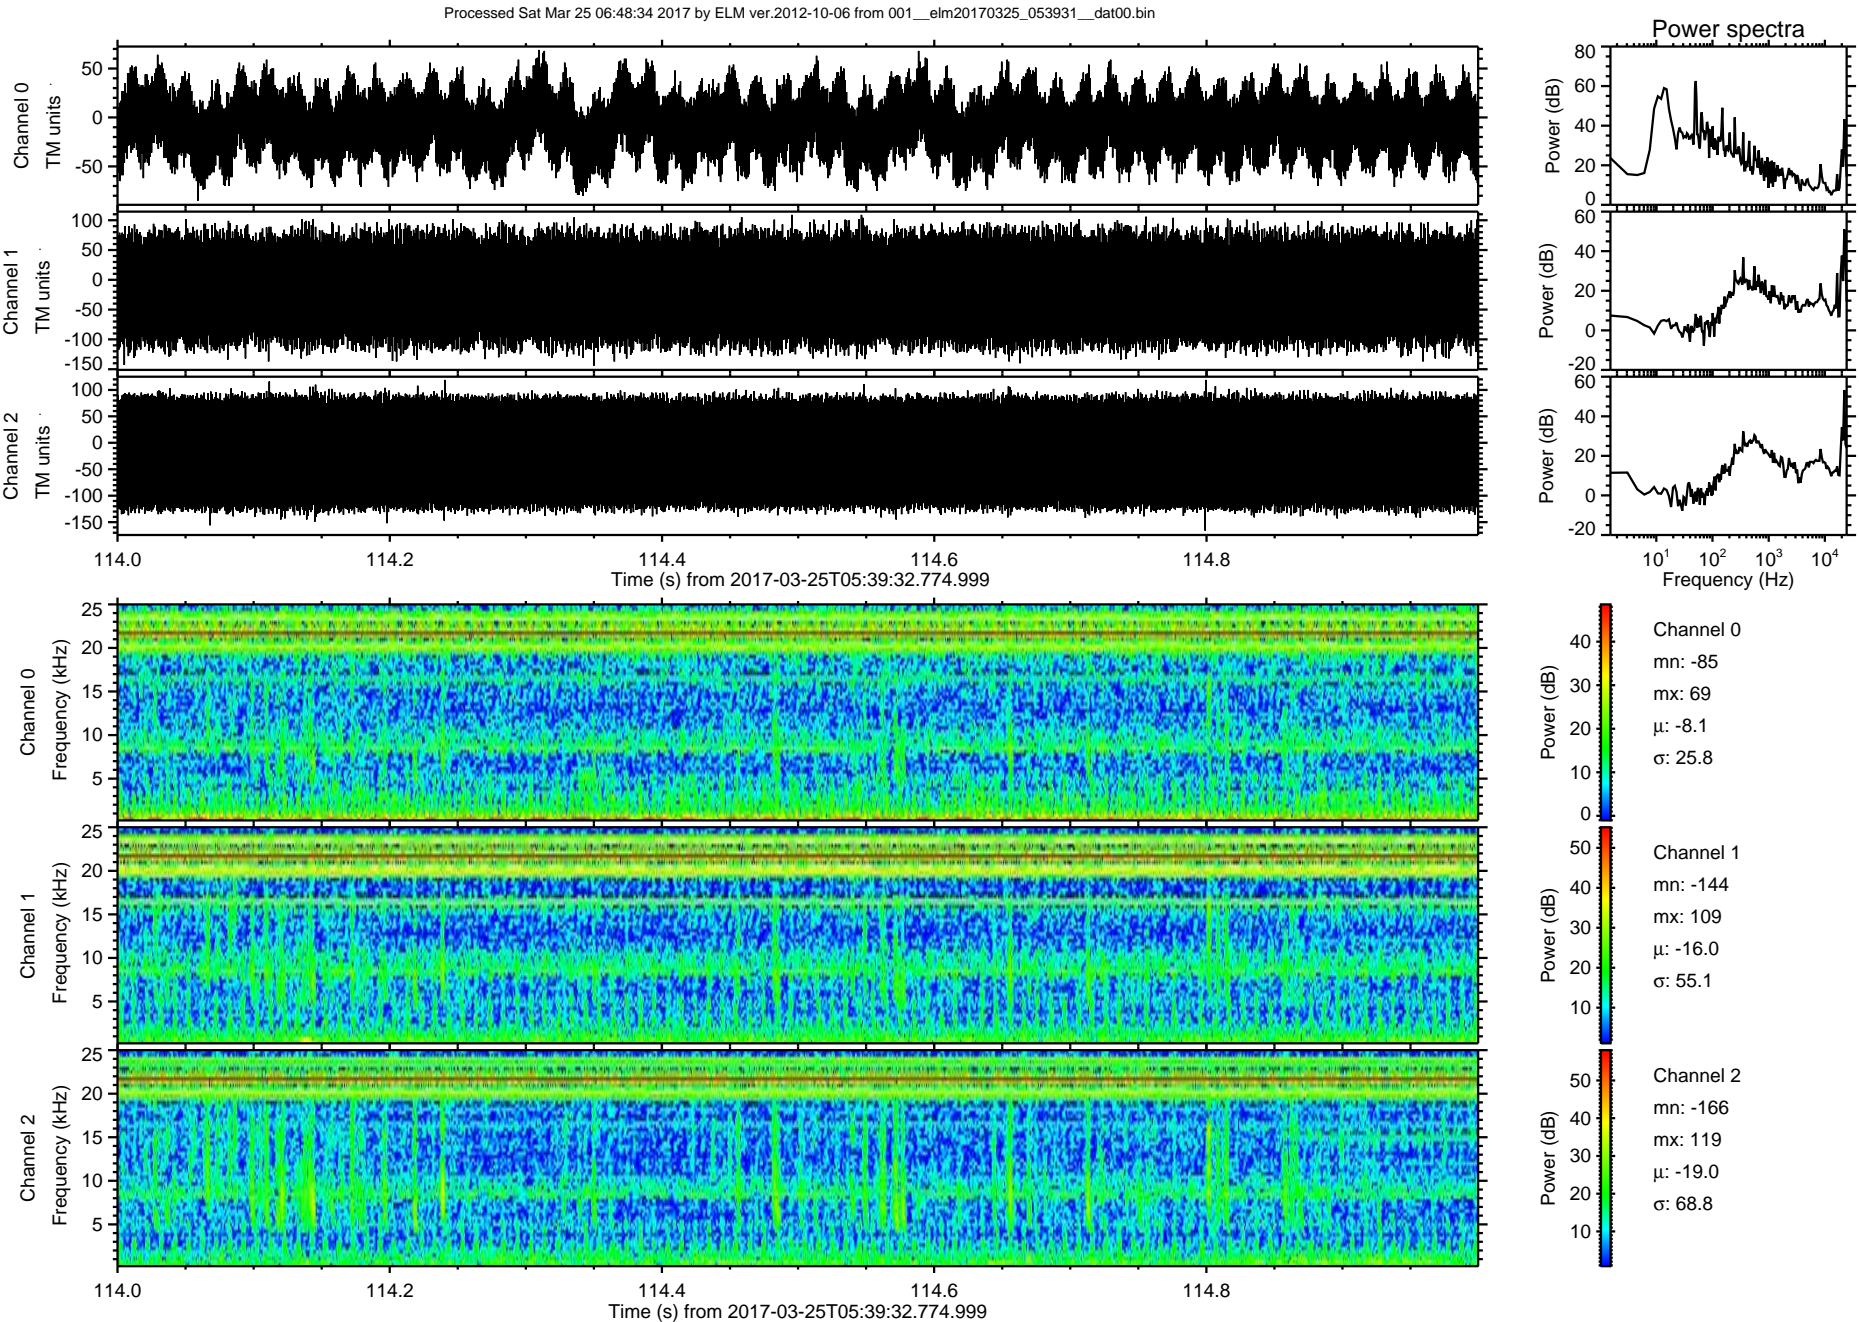 Processed Sat Mar 25 06:48:34 2017 by ELM ver.2012-10-06 from 001__elm20170325_053931__dat00.bin
Power spectra
Channel 0
TM units
50
0
-50
Power (dB)
80
60
40
20
0
Channel 1
TM units
100
50
0
-50
-100
-150
Power (dB)
60
40
20
0
-20
Channel 2
TM units
100
50
0
-50
-100
-150
Power (dB)
60
40
20
0
-20
114.0 114.2 114.4 114.6 114.8
Time (s) from 2017-03-25T05:39:32.774.999
10^1 10^2 10^3 10^4
Frequency (Hz)
Channel 0
Frequency (kHz)
25
20
15
10
5
Power (dB)
40
30
20
10
0
Channel 0
mn: -85
mx: 69
µ: -8.1
σ: 25.8
Channel 1
Frequency (kHz)
25
20
15
10
5
Power (dB)
50
40
30
20
10
Channel 1
mn: -144
mx: 109
µ: -16.0
σ: 55.1
Channel 2
Frequency (kHz)
25
20
15
10
5
Power (dB)
50
40
30
20
10
Channel 2
mn: -166
mx: 119
µ: -19.0
σ: 68.8
114.0 114.2 114.4 114.6 114.8
Time (s) from 2017-03-25T05:39:32.774.999